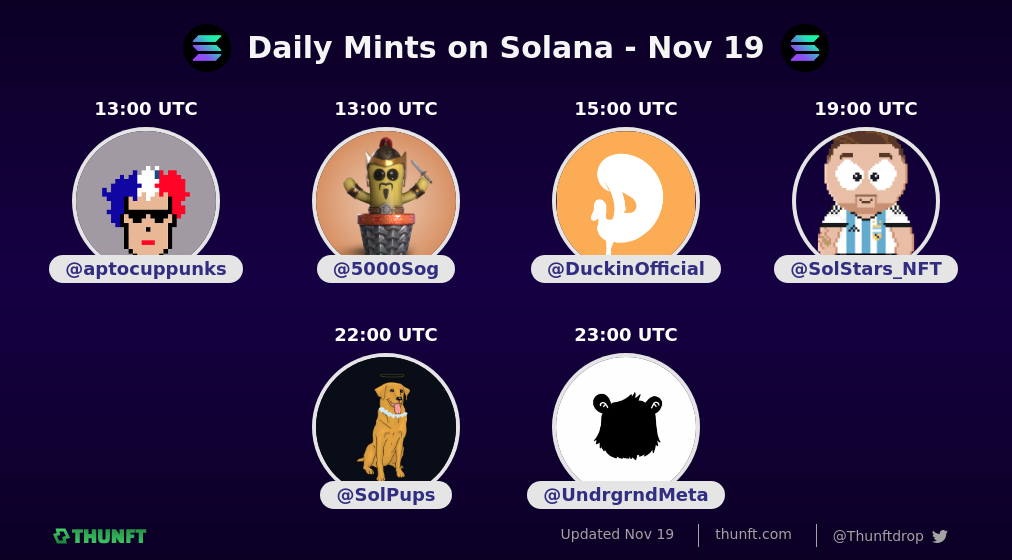 Daily Mints on Solana - Nov 19
13:00 UTC
@aptocuppunks
13:00 UTC
@5000Sog
15:00 UTC
@DuckinOfficial
19:00 UTC
@SolStars_NFT
22:00 UTC
@SolPups
23:00 UTC
@UndrgrndMeta
THUNFT
Updated Nov 19
thunft.com
@Thunftdrop